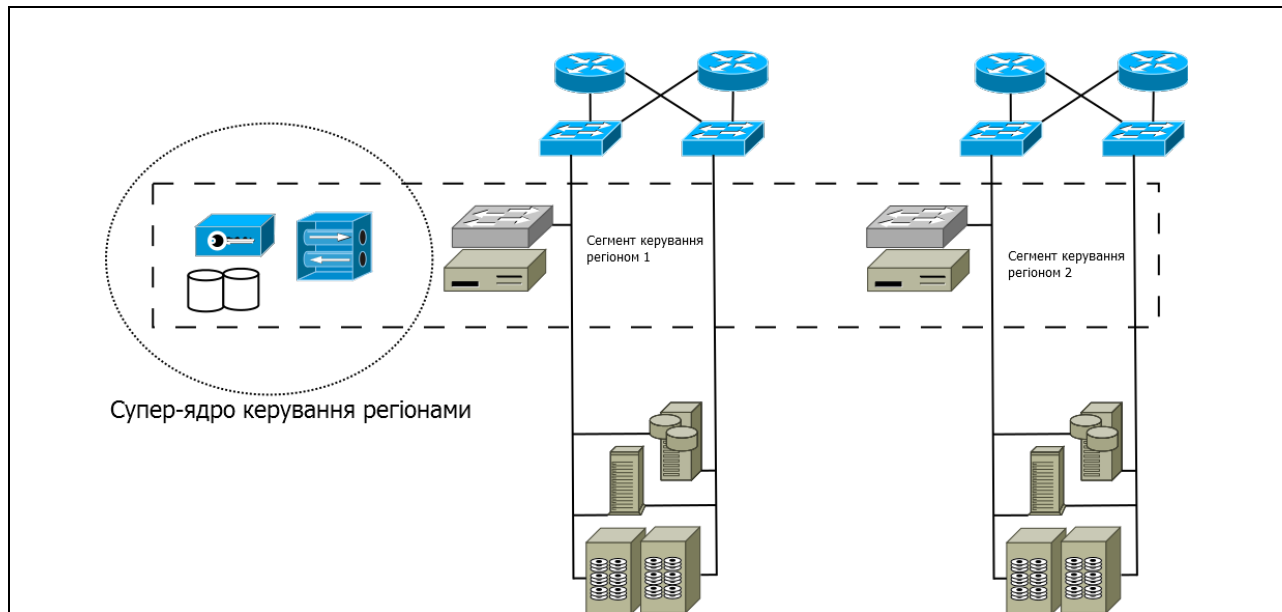 Сегмент керування
регіоном 1
Сегмент керування
регіоном 2
Супер-ядро керування регіонами